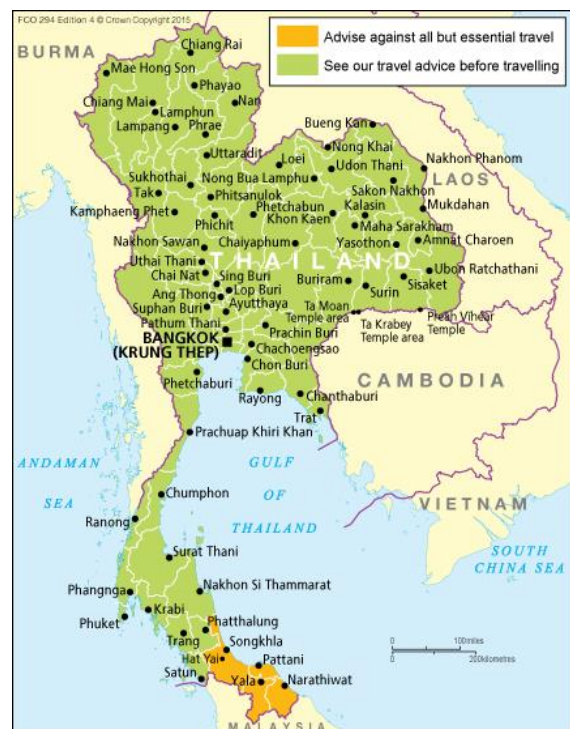 FCO 294 Edition 4 © Crown Copyright 2015
Advise against all but essential travel
See our travel advice before travelling
BURMA
Chiang Rai
Mae Hong Son
Phayao
Chiang Mai
Nan
Lamphun
Lampang
Phrae
Bueng Kan
Uttaradit
Loei
Nong Khai
Udon Thani
Nakhon Phanom
Sukhothai
Nong Bua Lamphu
LAOS
Tak
Phitsanulok
Sakon Nakhon
Kamphaeng Phet
Phetchabun
Kalasin
Mukdahan
Phichit
Khon Kaen
Maha Sarakham
Nakhon Sawan
Chaiyaphum
Yasothon
Amnat Charoen
THAILAND
Uthai Thani
Chai Nat
Sing Buri
Ubon Ratchathani
Ang Thong
Lop Buri
Buriram
Surin
Sisaket
Suphan Buri
Ayutthaya
Ta Moan
Temple area
Preah Vihear
Temple
Pathum Thani
Prachin Buri
Ta Krabey
Temple area
BANGKOK
(KRUNG THEP)
Chachoengsao
Chon Buri
CAMBODIA
Phetchaburi
Rayong
Chanthaburi
Trat
Prachuap Khiri Khan
ANDAMAN
SEA
GULF
OF
THAILAND
Chumphon
VIETNAM
Ranong
SOUTH
CHINA SEA
Surat Thani
Phangnga
Nakhon Si Thammarat
Krabi
Phuket
Phatthalung
Trang
Songkhla
Hat Yai
Pattani
Satun
Yala
Narathiwat
0 100miles
0 200kilometres
MALAYSIA